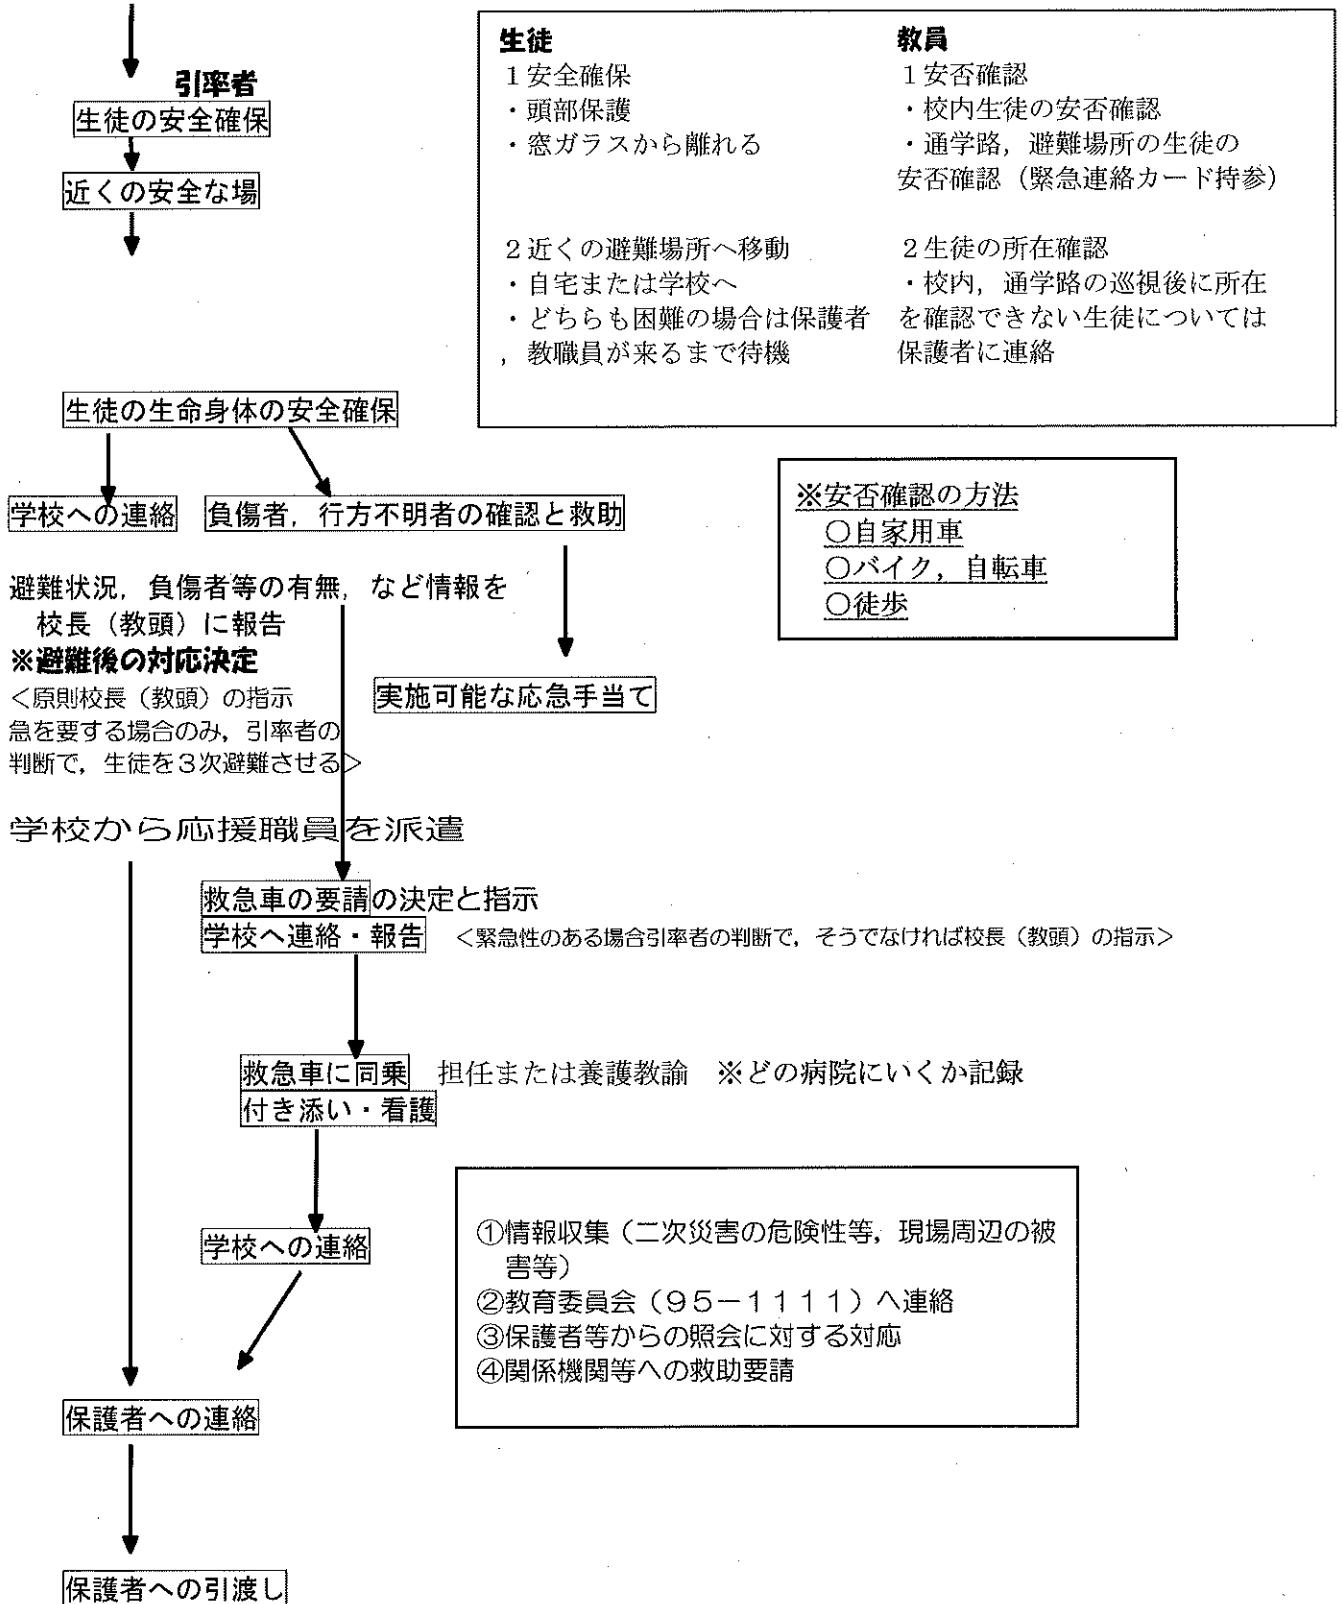 引率者
生徒の安全確保
近くの安全な場
生徒
1安全確保
・頭部保護
・窓ガラスから離れる
2近くの避難場所へ移動
・自宅または学校へ
・どちらも困難の場合は保護者
，教職員が来るまで待機
教員
1安否確認
・校内生徒の安否確認
・通学路，避難場所の生徒の
安否確認（緊急連絡カード持参）
2生徒の所在確認
・校内，通学路の巡視後に所在
を確認できない生徒については
保護者に連絡
生徒の生命身体の安全確保
学校への連絡
負傷者，行方不明者の確認と救助
※安否確認の方法
○自家用車
○バイク，自転車
○徒歩
避難状況，負傷者等の有無，など情報を
校長（教頭）に報告
※避難後の対応決定
＜原則校長（教頭）の指示
急を要する場合のみ，引率者の
判断で，生徒を３次避難させる＞
実施可能な応急手当て
学校から応援職員を派遣
救急車の要請の決定と指示
学校へ連絡・報告 ＜緊急性のある場合引率者の判断で，そうでなければ校長（教頭）の指示＞
救急車に同乗 担任または養護教諭 ※どの病院にいくか記録
付き添い・看護
学校への連絡
①情報収集（二次災害の危険性等，現場周辺の被
害等）
②教育委員会（９５－１１１１）へ連絡
③保護者等からの照会に対する対応
④関係機関等への救助要請
保護者への連絡
保護者への引渡し